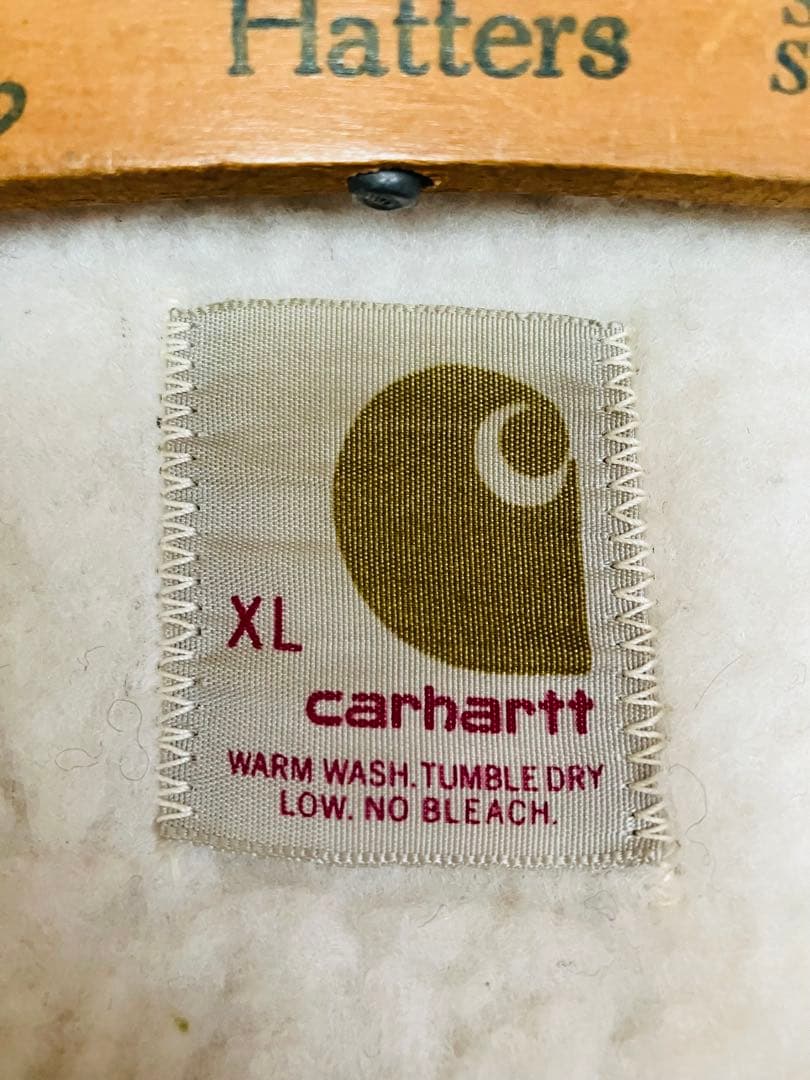 Hatters
XL
carhartt
WARM WASH. TUMBLE DRY
LOW. NO BLEACH.